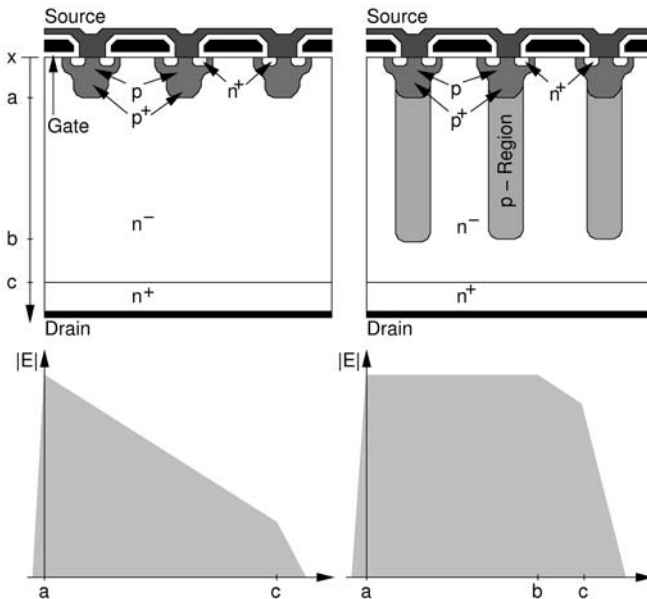 Source
Source
x
a
b
c
Gate
p
p+
n+
n−
n+
Drain
p
p+
n+
p − Region
n−
n+
Drain
|E|
a
c
|E|
a
b
c